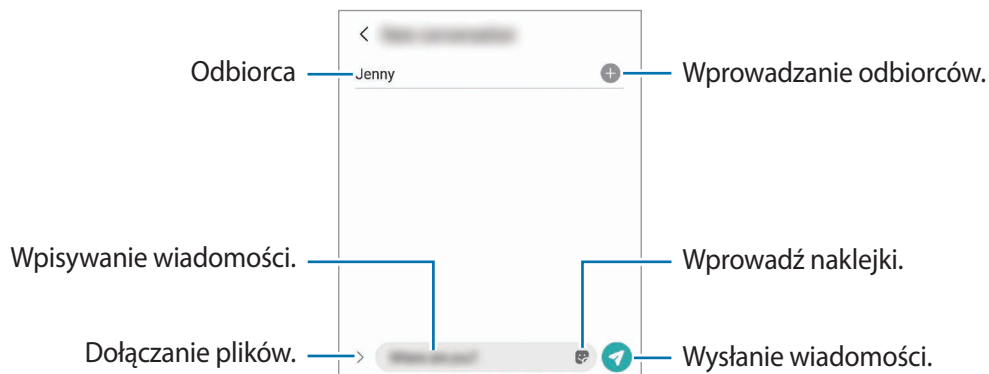 Odbiorca
Jenny
Wprowadzanie odbiorców.
Wpisywanie wiadomości.
Wprowadź naklejki.
Dołączanie plików.
Wysłanie wiadomości.